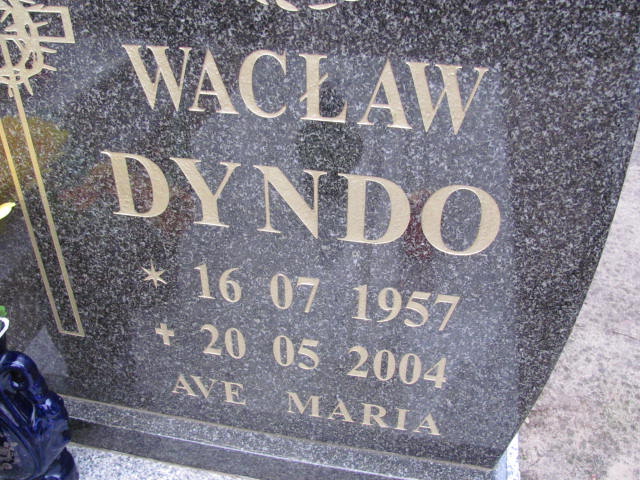 WACŁAW
DYNDO
* 16 07 1957
✝ 20 05 2004
AVE MARIA